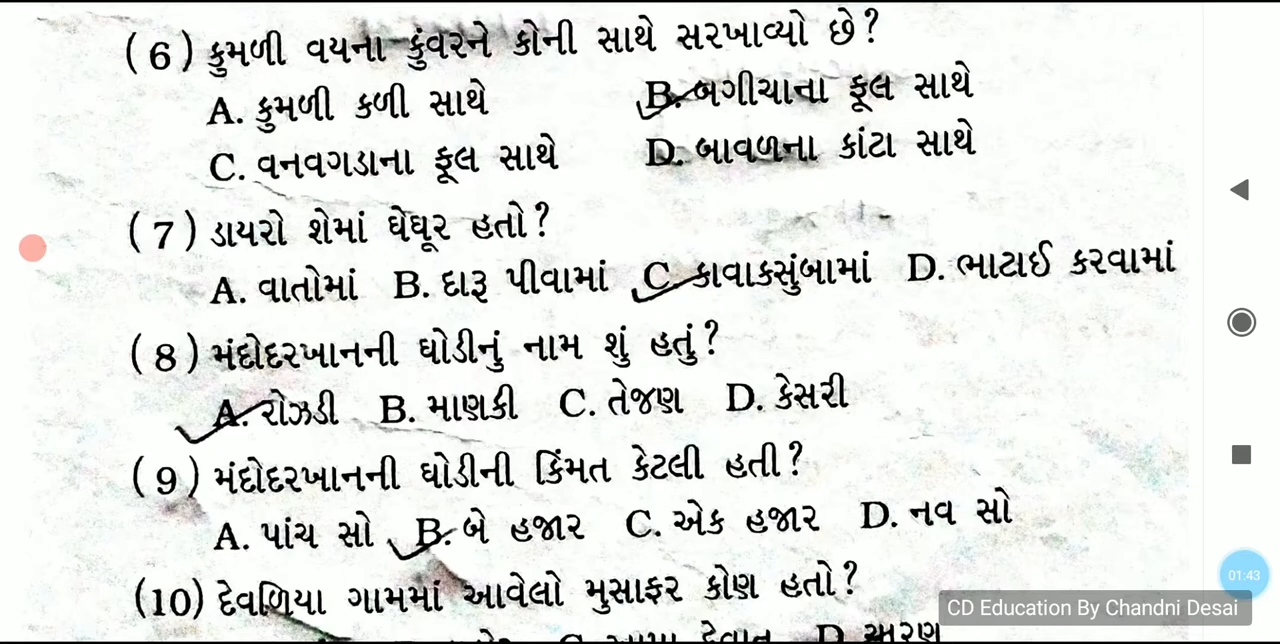 (6) કુમળી વયના કુંવરને કોની સાથે સરખાવ્યો છે?
A. કુમળી કળી સાથે B. બગીચાના ફૂલ સાથે
C. વનવગડાના ફૂલ સાથે D. બાવળના કાંટા સાથે
(7) ડાયરો શેમાં ઘેઘૂર હતો?
A. વાતોમાં B. દારૂ પીવામાં C. કાવાકસુંબામાં D. ભાટાઈ કરવામાં
(8) મંદોદરખાનની ઘોડીનું નામ શું હતું?
A. રોઝડી B. માણકી C. તેજણ D. કેસરી
(9) મંદોદરખાનની ઘોડીની કિંમત કેટલી હતી?
A. પાંચ સો B. બે હજાર C. એક હજાર D. નવ સો
(10) દેવળિયા ગામમાં આવેલો મુસાફર કોણ હતો?
01:43
CD Education By Chandni Desai